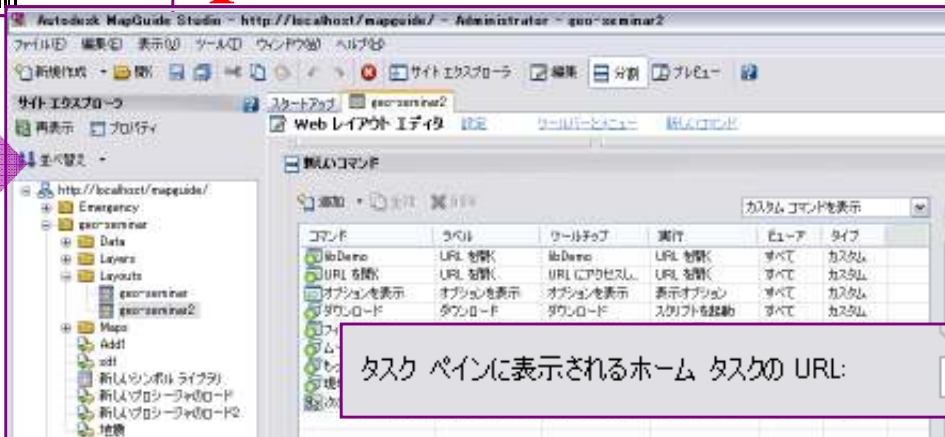 Autodesk MapGuide Studio - http://localhost/mapguide/ - Administrator - geo-seminar2
ファイル(F) 編集(E) 表示(V) ツール(T) ウィンドウ(W) ヘルプ(H)
新規作成 開く サイト エクスプローラ 編集 分割 プレビュー
サイト エクスプローラ
再表示 プロパティ
並べ替え
http://localhost/mapguide/
Emergency
geo-seminar
Data
Layers
Layouts
geo-seminar
geo-seminar2
Maps
Add1
sdf
新しいシンボル ライブラリ
新しいプロシージャのロード
新しいプロシージャのロード2
地積
スタートアップ geo-seminar2
Web レイアウト エディタ 設定 ツールバーとメニュー 新しいコマンド
新しいコマンド
追加 削除
カスタム コマンドを表示
コマンド ラベル ツールチップ 実行 ビューア タイプ
libDemo URL を開く libDemo URL を開く すべて カスタム
URL を開く URL を開く URL にアクセスし... URL を開く すべて カスタム
オプションを表示 オプションを表示 オプションを表示 表示オプション すべて カスタム
ダウンロード ダウンロード ダウンロード スクリプトを起動 すべて カスタム
タスク ペインに表示されるホーム タスクの URL: